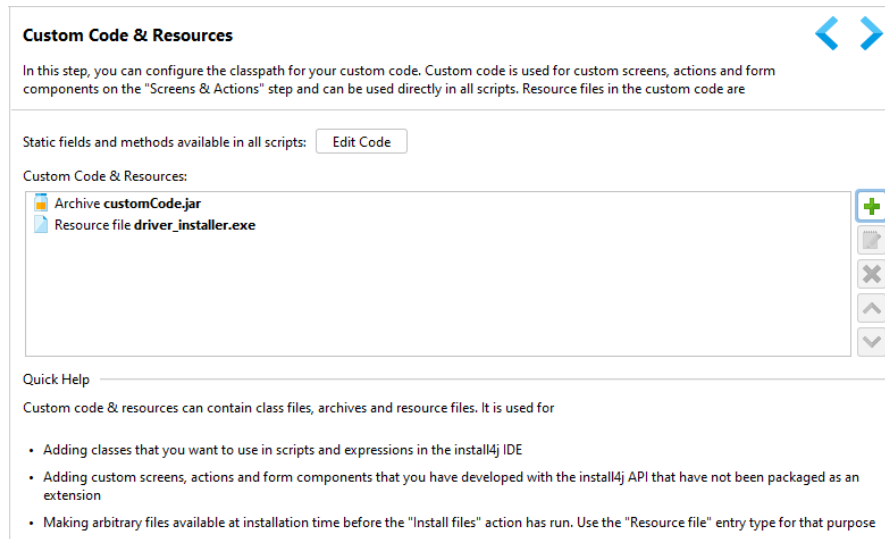 Custom Code & Resources
In this step, you can configure the classpath for your custom code. Custom code is used for custom screens, actions and form
components on the "Screens & Actions" step and can be used directly in all scripts. Resource files in the custom code are
Static fields and methods available in all scripts: Edit Code
Custom Code & Resources:
Archive customCode.jar
Resource file driver_installer.exe
Quick Help
Custom code & resources can contain class files, archives and resource files. It is used for
• Adding classes that you want to use in scripts and expressions in the install4j IDE
• Adding custom screens, actions and form components that you have developed with the install4j API that have not been packaged as an
extension
• Making arbitrary files available at installation time before the "Install files" action has run. Use the "Resource file" entry type for that purpose